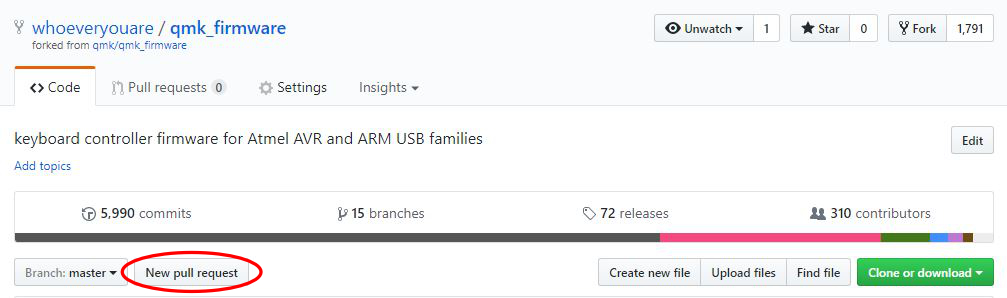 whoeveryouare / qmk_firmware
Unwatch 1 Star 0 Fork 1,791
forked from qmk/qmk_firmware
Code Pull requests 0 Settings Insights
keyboard controller firmware for Atmel AVR and ARM USB families
Edit
Add topics
5,990 commits 15 branches 72 releases 310 contributors
Branch: master New pull request Create new file Upload files Find file Clone or download